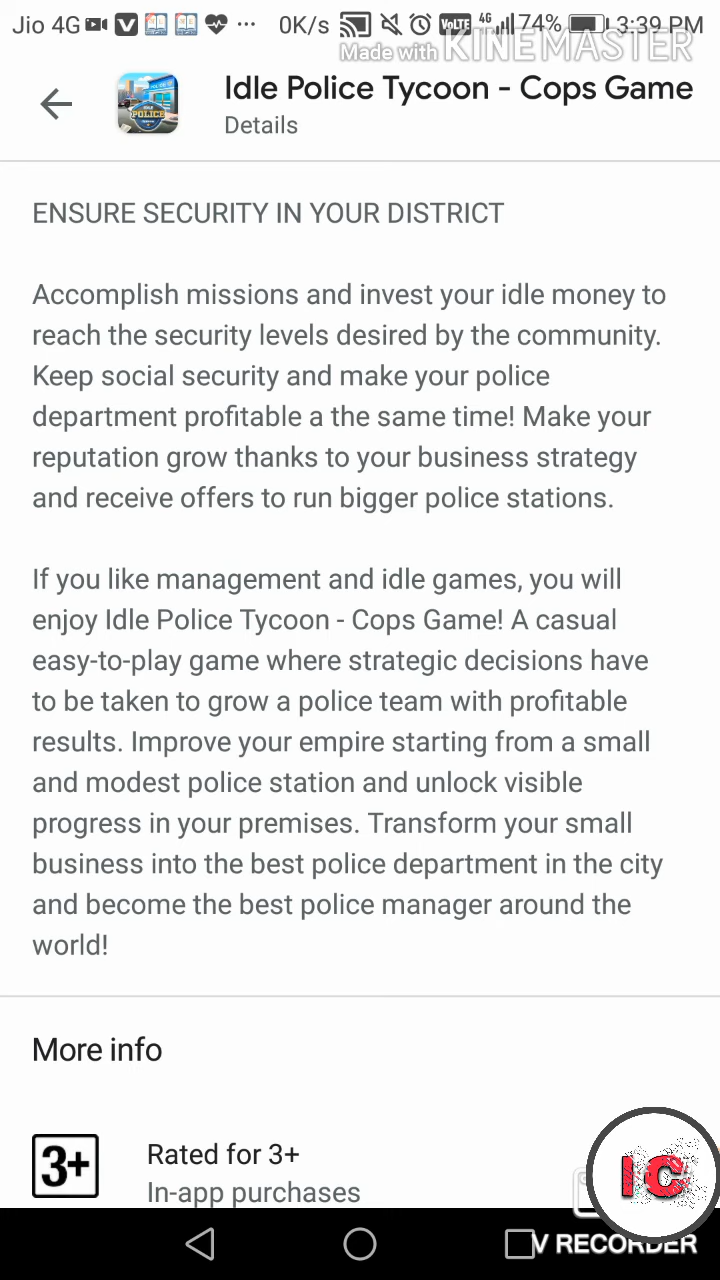 Jio 4G ... 0K/s VoLTE 4G 74% 3:39 PM
Made with KINEMASTER
Idle Police Tycoon - Cops Game
POLICE
Details
ENSURE SECURITY IN YOUR DISTRICT
Accomplish missions and invest your idle money to
reach the security levels desired by the community.
Keep social security and make your police
department profitable a the same time! Make your
reputation grow thanks to your business strategy
and receive offers to run bigger police stations.
If you like management and idle games, you will
enjoy Idle Police Tycoon - Cops Game! A casual
easy-to-play game where strategic decisions have
to be taken to grow a police team with profitable
results. Improve your empire starting from a small
and modest police station and unlock visible
progress in your premises. Transform your small
business into the best police department in the city
and become the best police manager around the
world!
More info
3+
Rated for 3+
In-app purchases
IC
V RECORDER